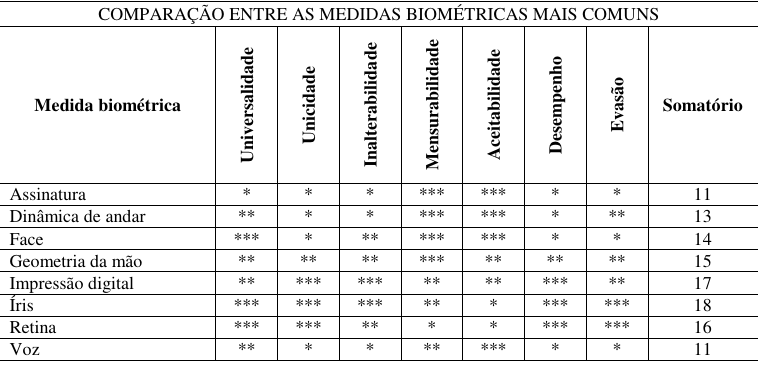 COMPARAÇÃO ENTRE AS MEDIDAS BIOMÉTRICAS MAIS COMUNS
Medida biométrica Universalidade Unicidade Inalterabilidade Mensurabilidade Aceitabilidade Desempenho Evasão Somatório
Assinatura * * * *** *** * * 11
Dinâmica de andar ** * * *** *** * ** 13
Face *** * ** *** *** * * 14
Geometria da mão ** ** ** *** ** ** ** 15
Impressão digital ** *** *** ** ** *** ** 17
Íris *** *** *** ** * *** *** 18
Retina *** *** ** * * *** *** 16
Voz ** * * ** *** * * 11